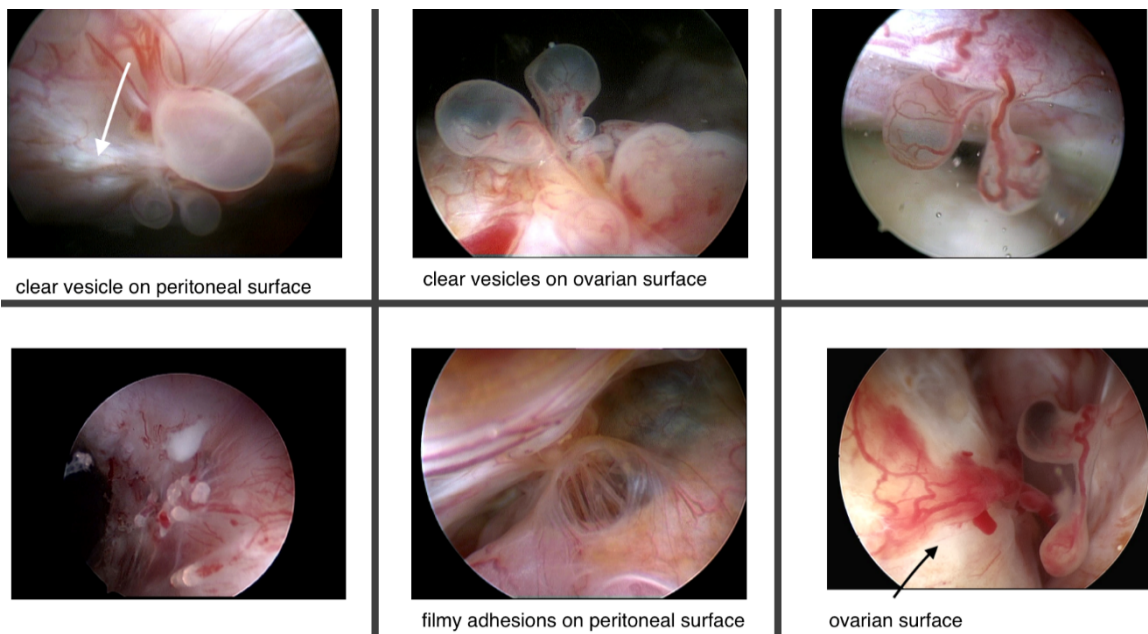 clear vesicle on peritoneal surface
clear vesicles on ovarian surface
filmy adhesions on peritoneal surface
ovarian surface